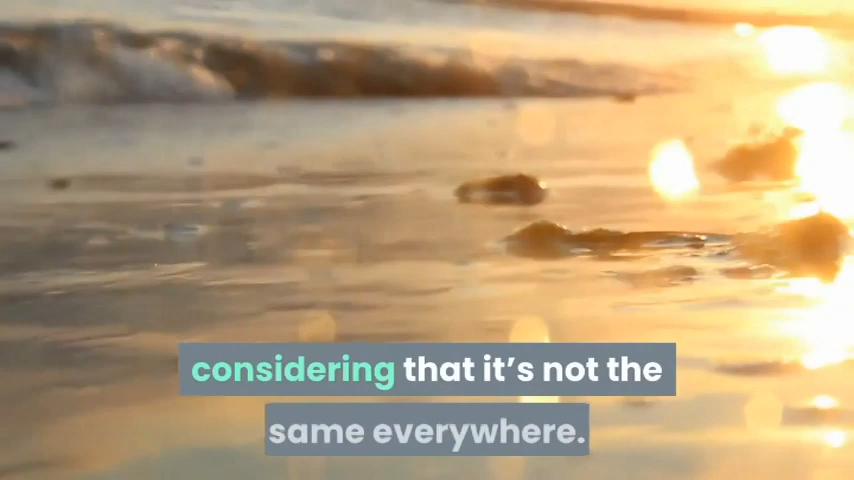 considering that it’s not the
same everywhere.